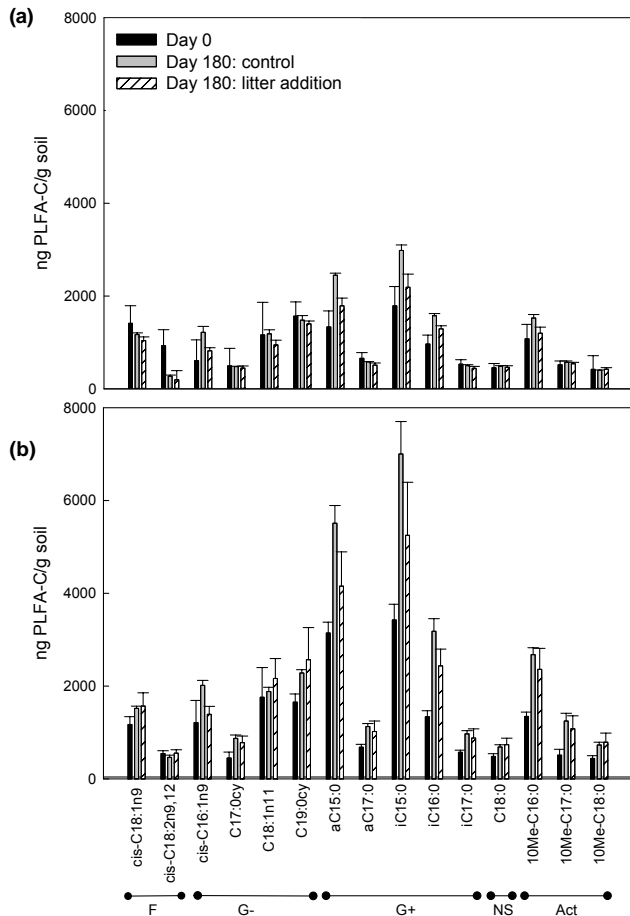 (a)
8000
6000
4000
2000
0
ng PLFA-C/g soil
Day 0
Day 180: control
Day 180: litter addition
(b)
8000
6000
4000
2000
0
ng PLFA-C/g soil
cis-C18:1n9
cis-C18:2n9,12
cis-C16:1n9
C17:0cy
C18:1n11
C19:0cy
aC15:0
aC17:0
iC15:0
iC16:0
iC17:0
C18:0
10Me-C16:0
10Me-C17:0
10Me-C18:0
F
G-
G+
NS
Act